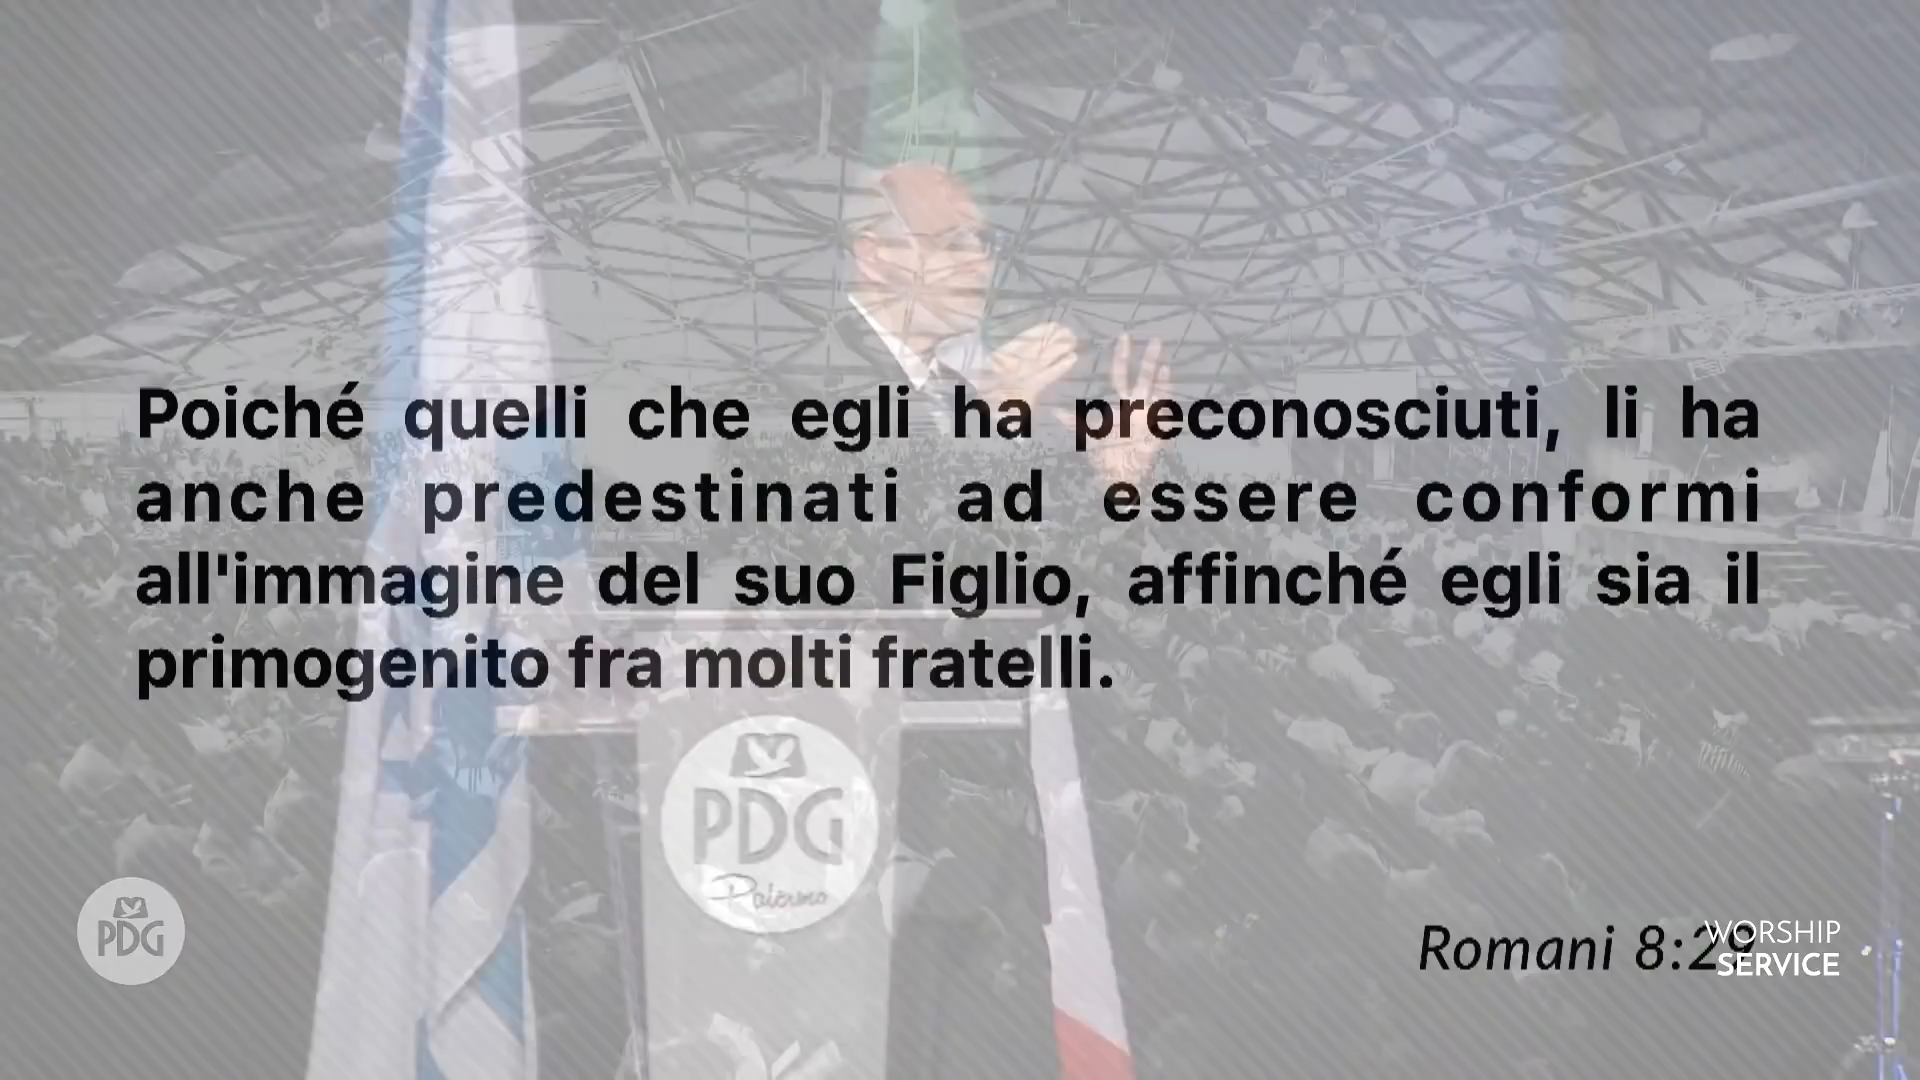 Poiché quelli che egli ha preconosciuti, li ha
anche predestinati ad essere conformi
all'immagine del suo Figlio, affinché egli sia il
primogenito fra molti fratelli.
PDG
Palermo
PDG
Romani 8:29
WORSHIP
SERVICE